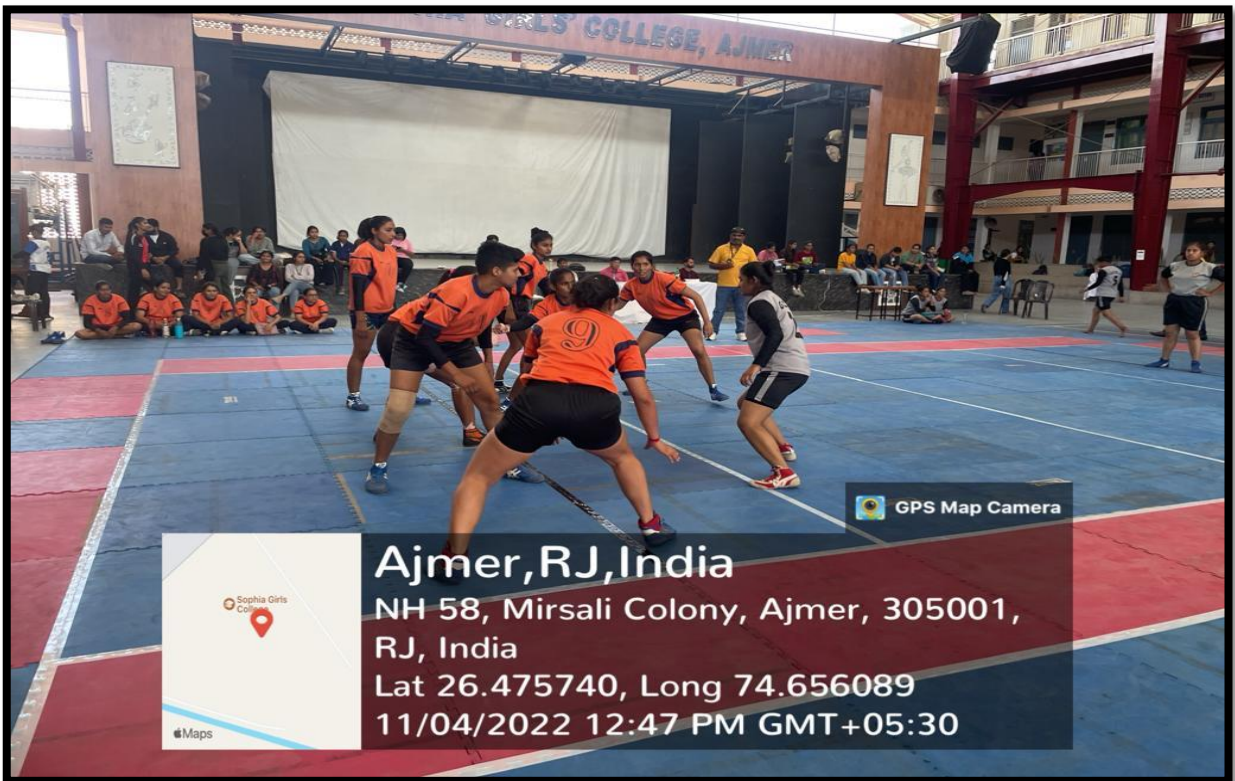 GIRLS' COLLEGE, AJMER
9
GPS Map Camera
Sophia Girls
College
Maps
Ajmer,RJ,India
NH 58, Mirsali Colony, Ajmer, 305001,
RJ, India
Lat 26.475740, Long 74.656089
11/04/2022 12:47 PM GMT+05:30